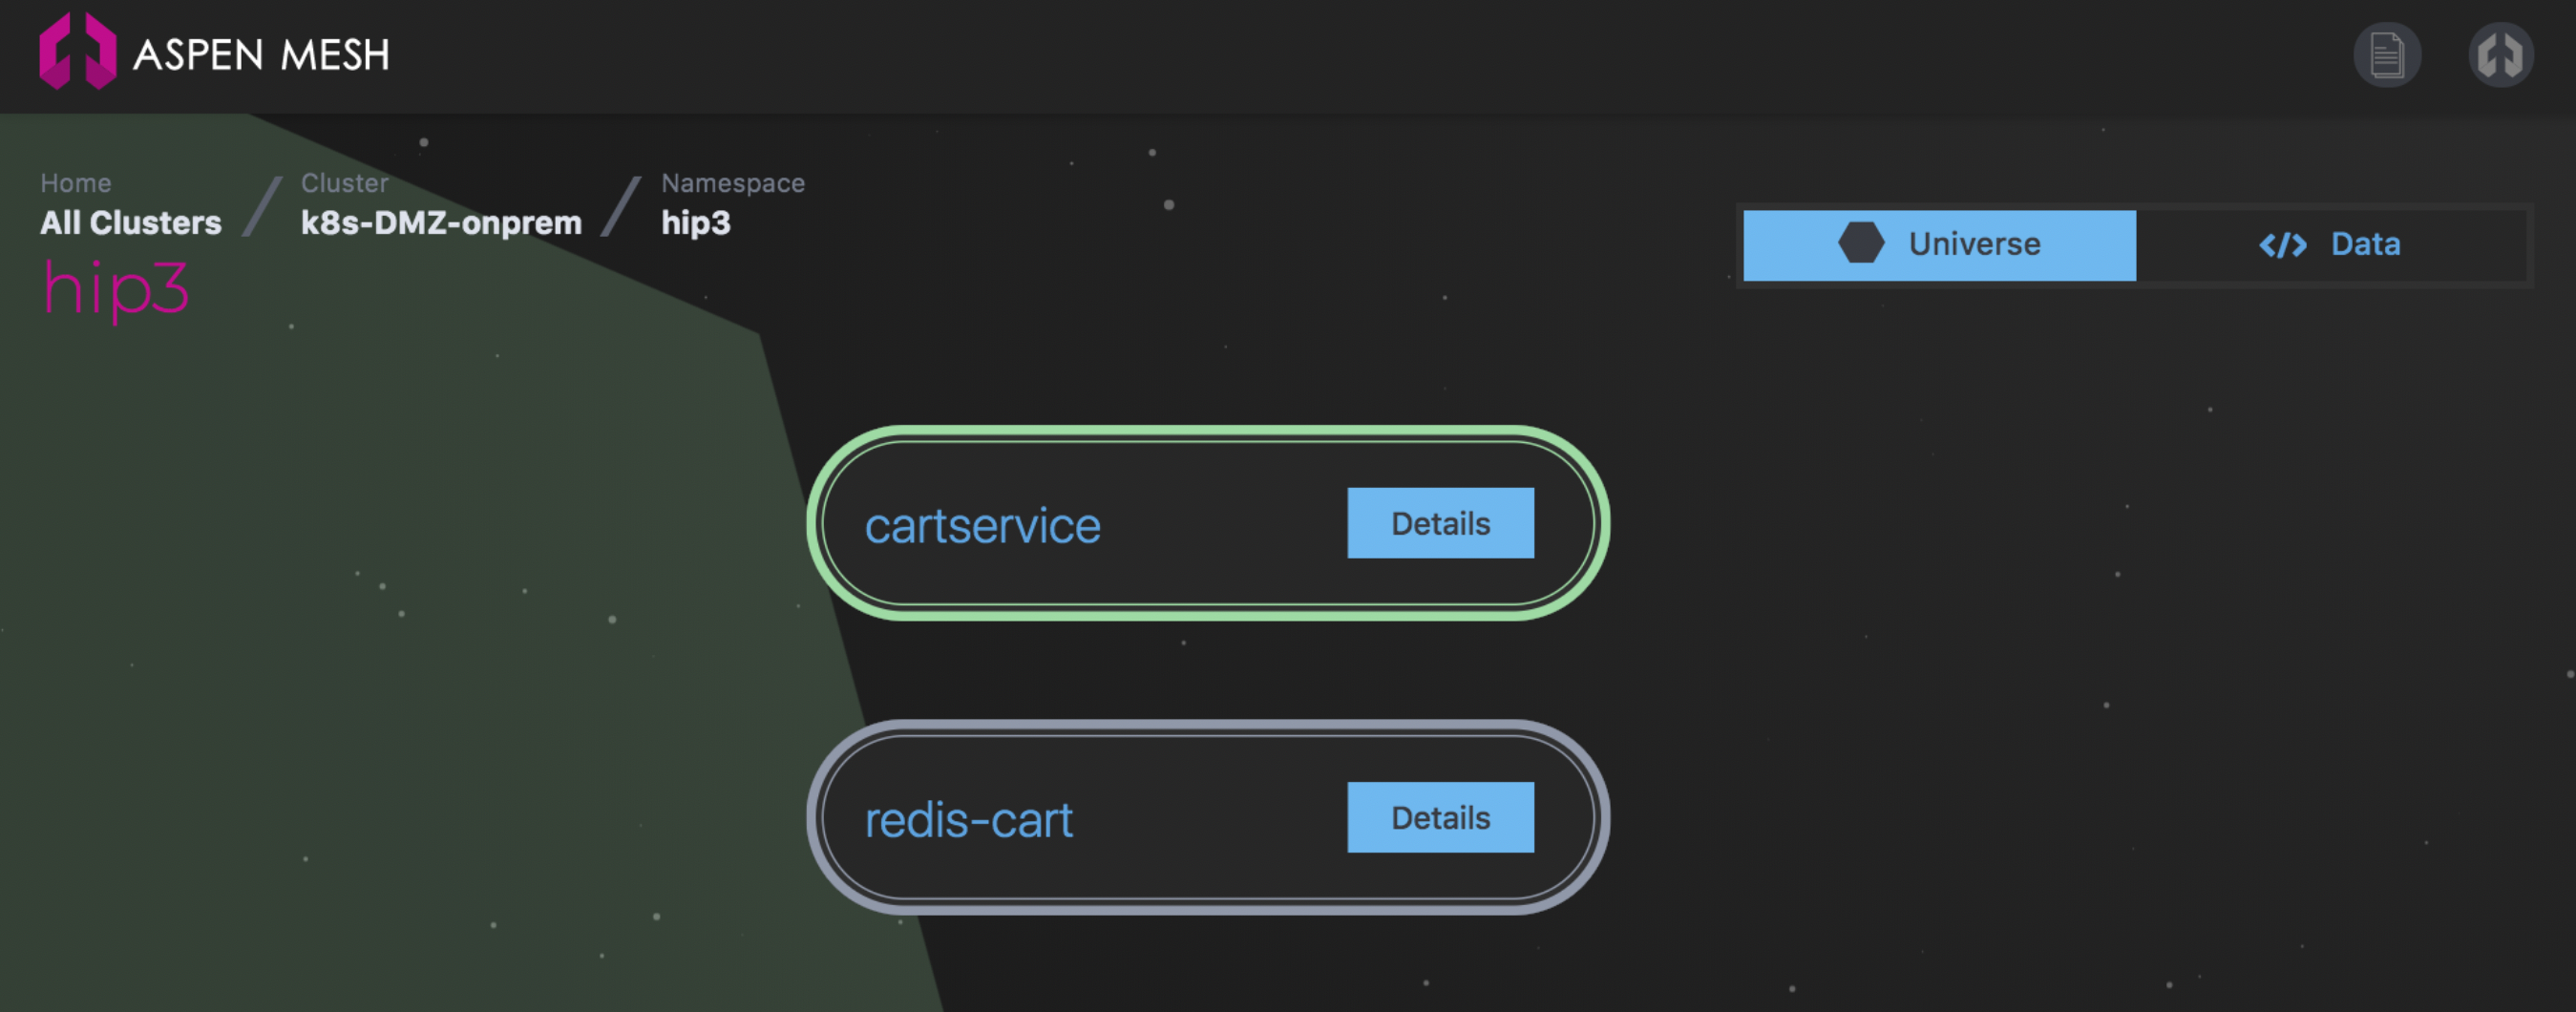 ASPEN MESH
Home
Cluster
Namespace
All Clusters
k8s-DMZ-onprem
hip3
hip3
Universe
</> Data
cartservice
Details
redis-cart
Details